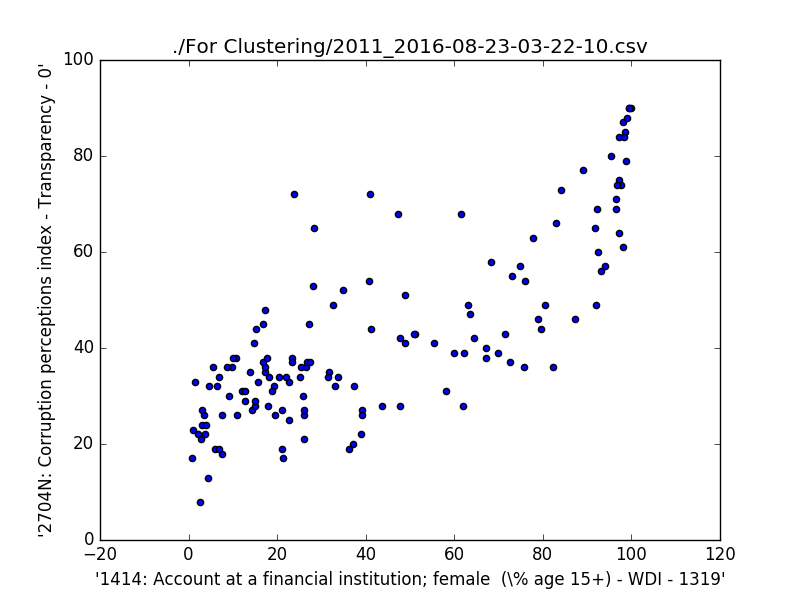 ./For Clustering/2011_2016-08-23-03-22-10.csv
100
80
60
40
20
0
'2704N: Corruption perceptions index - Transparency - 0'
−20 0 20 40 60 80 100 120
'1414: Account at a financial institution; female  (\% age 15+) - WDI - 1319'